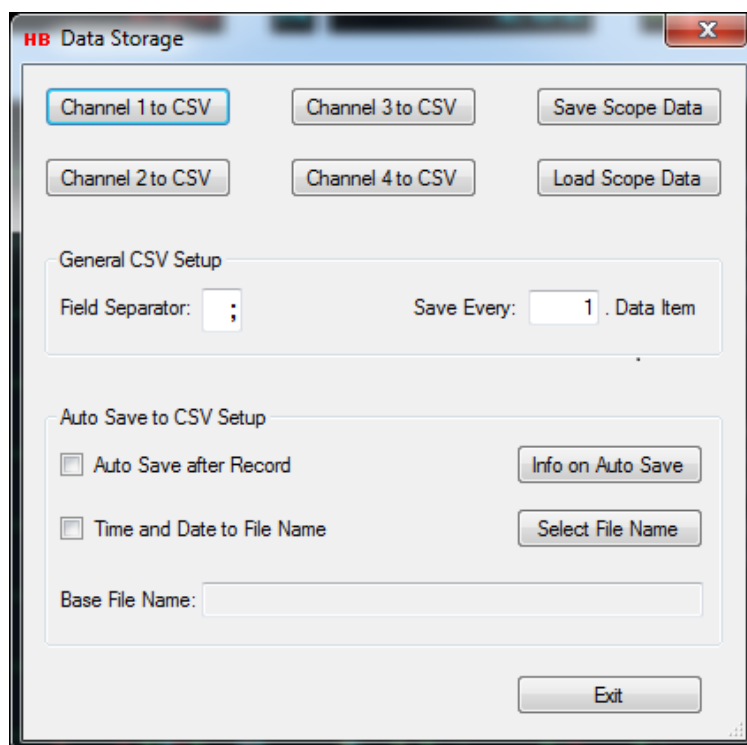 HB Data Storage
Channel 1 to CSV Channel 3 to CSV Save Scope Data
Channel 2 to CSV Channel 4 to CSV Load Scope Data
General CSV Setup
Field Separator: ; Save Every: 1 . Data Item
Auto Save to CSV Setup
Auto Save after Record Info on Auto Save
Time and Date to File Name Select File Name
Base File Name:
Exit